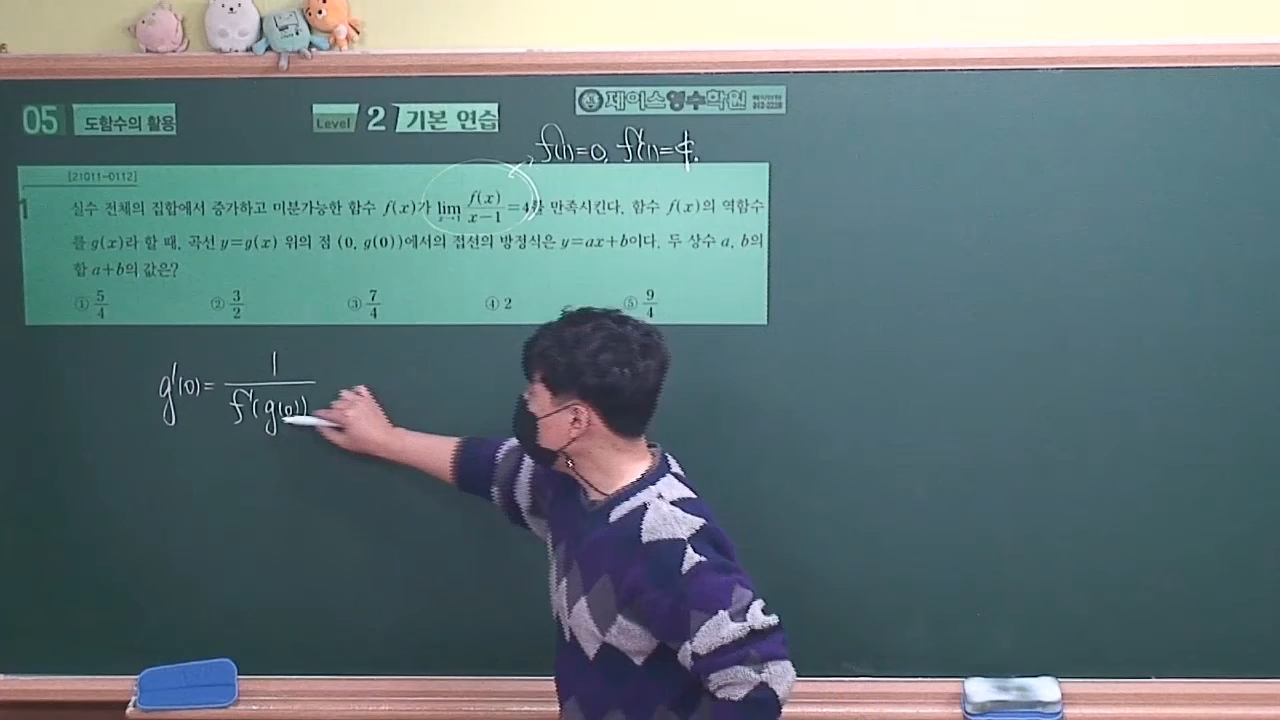 05 도함수의 활용
Level 2 기본 연습
제이스영수학원
f(1)=0, f'(1)=4.
[21011-0112]
1
실수 전체의 집합에서 증가하고 미분가능한 함수 f(x)가 lim x→1 f(x)/(x-1) =4를 만족시킨다. 함수 f(x)의 역함수
를 g(x)라 할 때, 곡선 y=g(x) 위의 점 (0, g(0))에서의 접선의 방정식은 y=ax+b이다. 두 상수 a, b의
합 a+b의 값은?
① 5/4 ② 3/2 ③ 7/4 ④ 2 ⑤ 9/4
g'(0)= 1/f'(g(0))